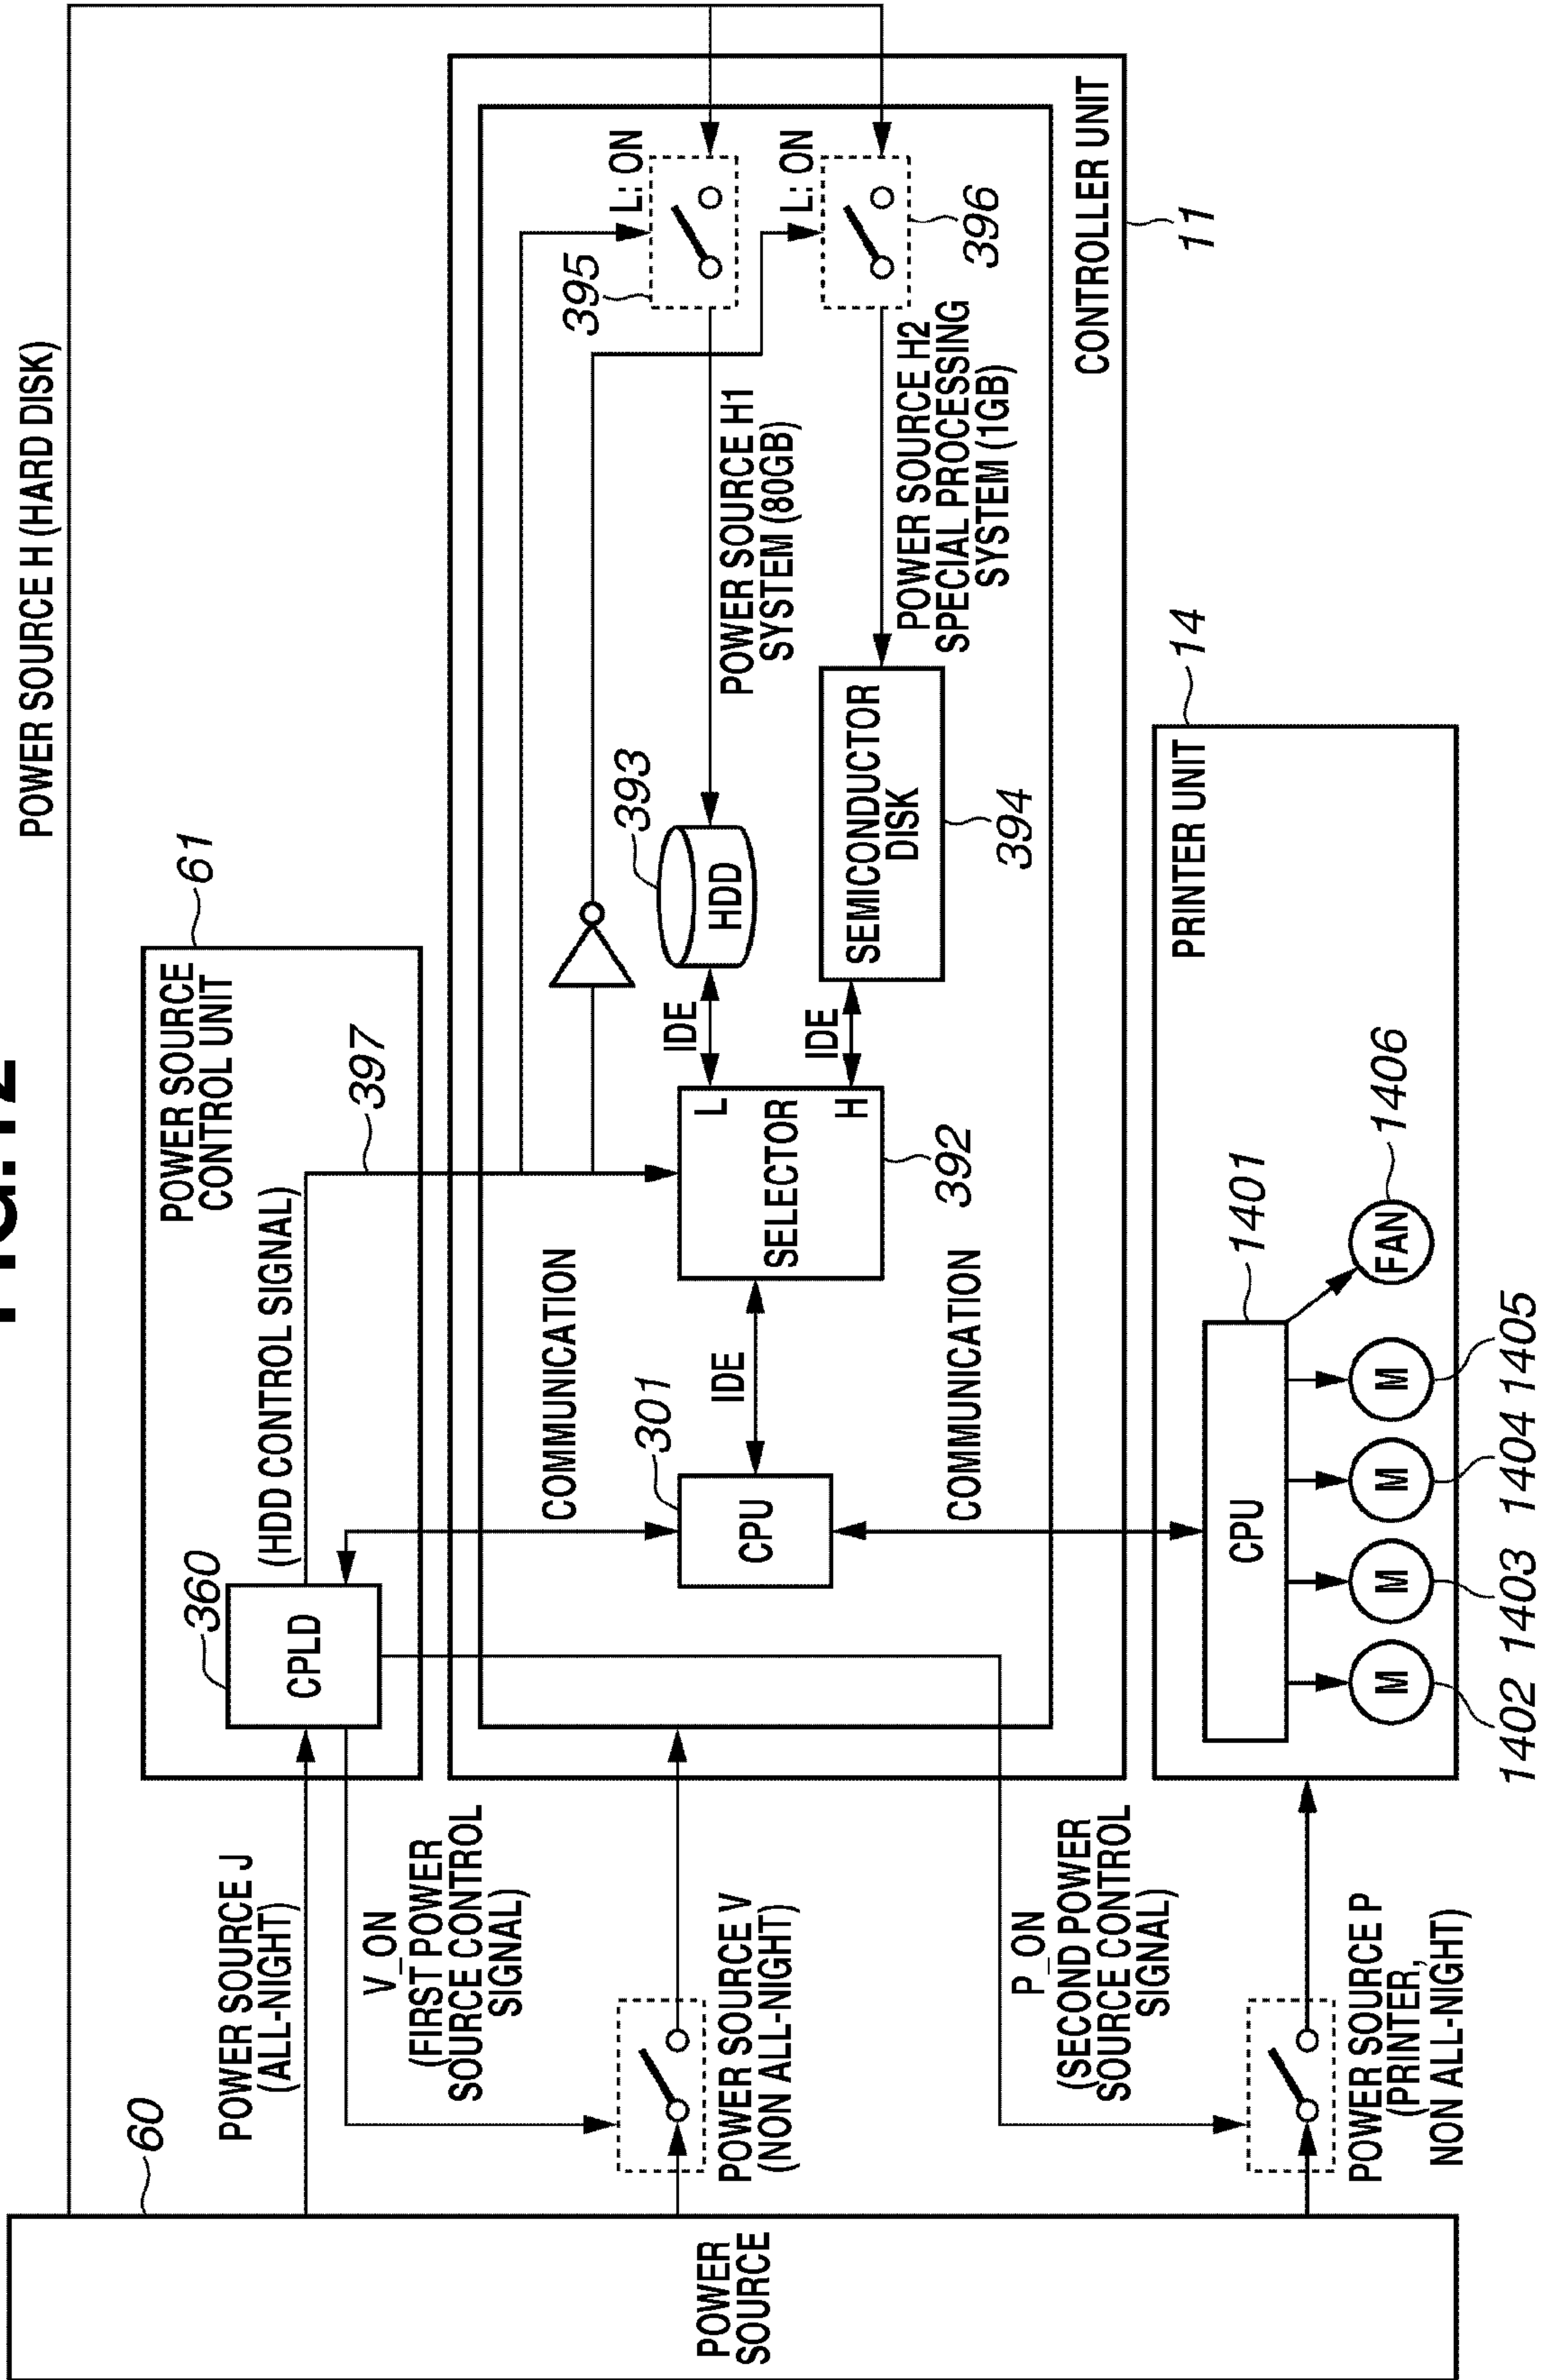 POWER SOURCE H (HARD DISK)
60
POWER
SOURCE
POWER SOURCE J
(ALL-NIGHT)
V_ON
(FIRST POWER
SOURCE CONTROL
SIGNAL)
POWER SOURCE V
(NON ALL-NIGHT)
P_ON
(SECOND POWER
SOURCE CONTROL
SIGNAL)
POWER SOURCE P
(PRINTER,
NON ALL-NIGHT)
61
POWER SOURCE
CONTROL UNIT
360
CPLD
(HDD CONTROL SIGNAL)
397
COMMUNICATION
301
CPU
IDE
COMMUNICATION
L
SELECTOR
H
392
IDE
IDE
393
HDD
SEMICONDUCTOR
DISK
394
POWER SOURCE H1
SYSTEM (80GB)
POWER SOURCE H2
SPECIAL PROCESSING
SYSTEM (1GB)
395
L: ON
L: ON
396
CONTROLLER UNIT
11
14
PRINTER UNIT
1401
CPU
M
M
M
M
FAN
1406
1402
1403
1404
1405